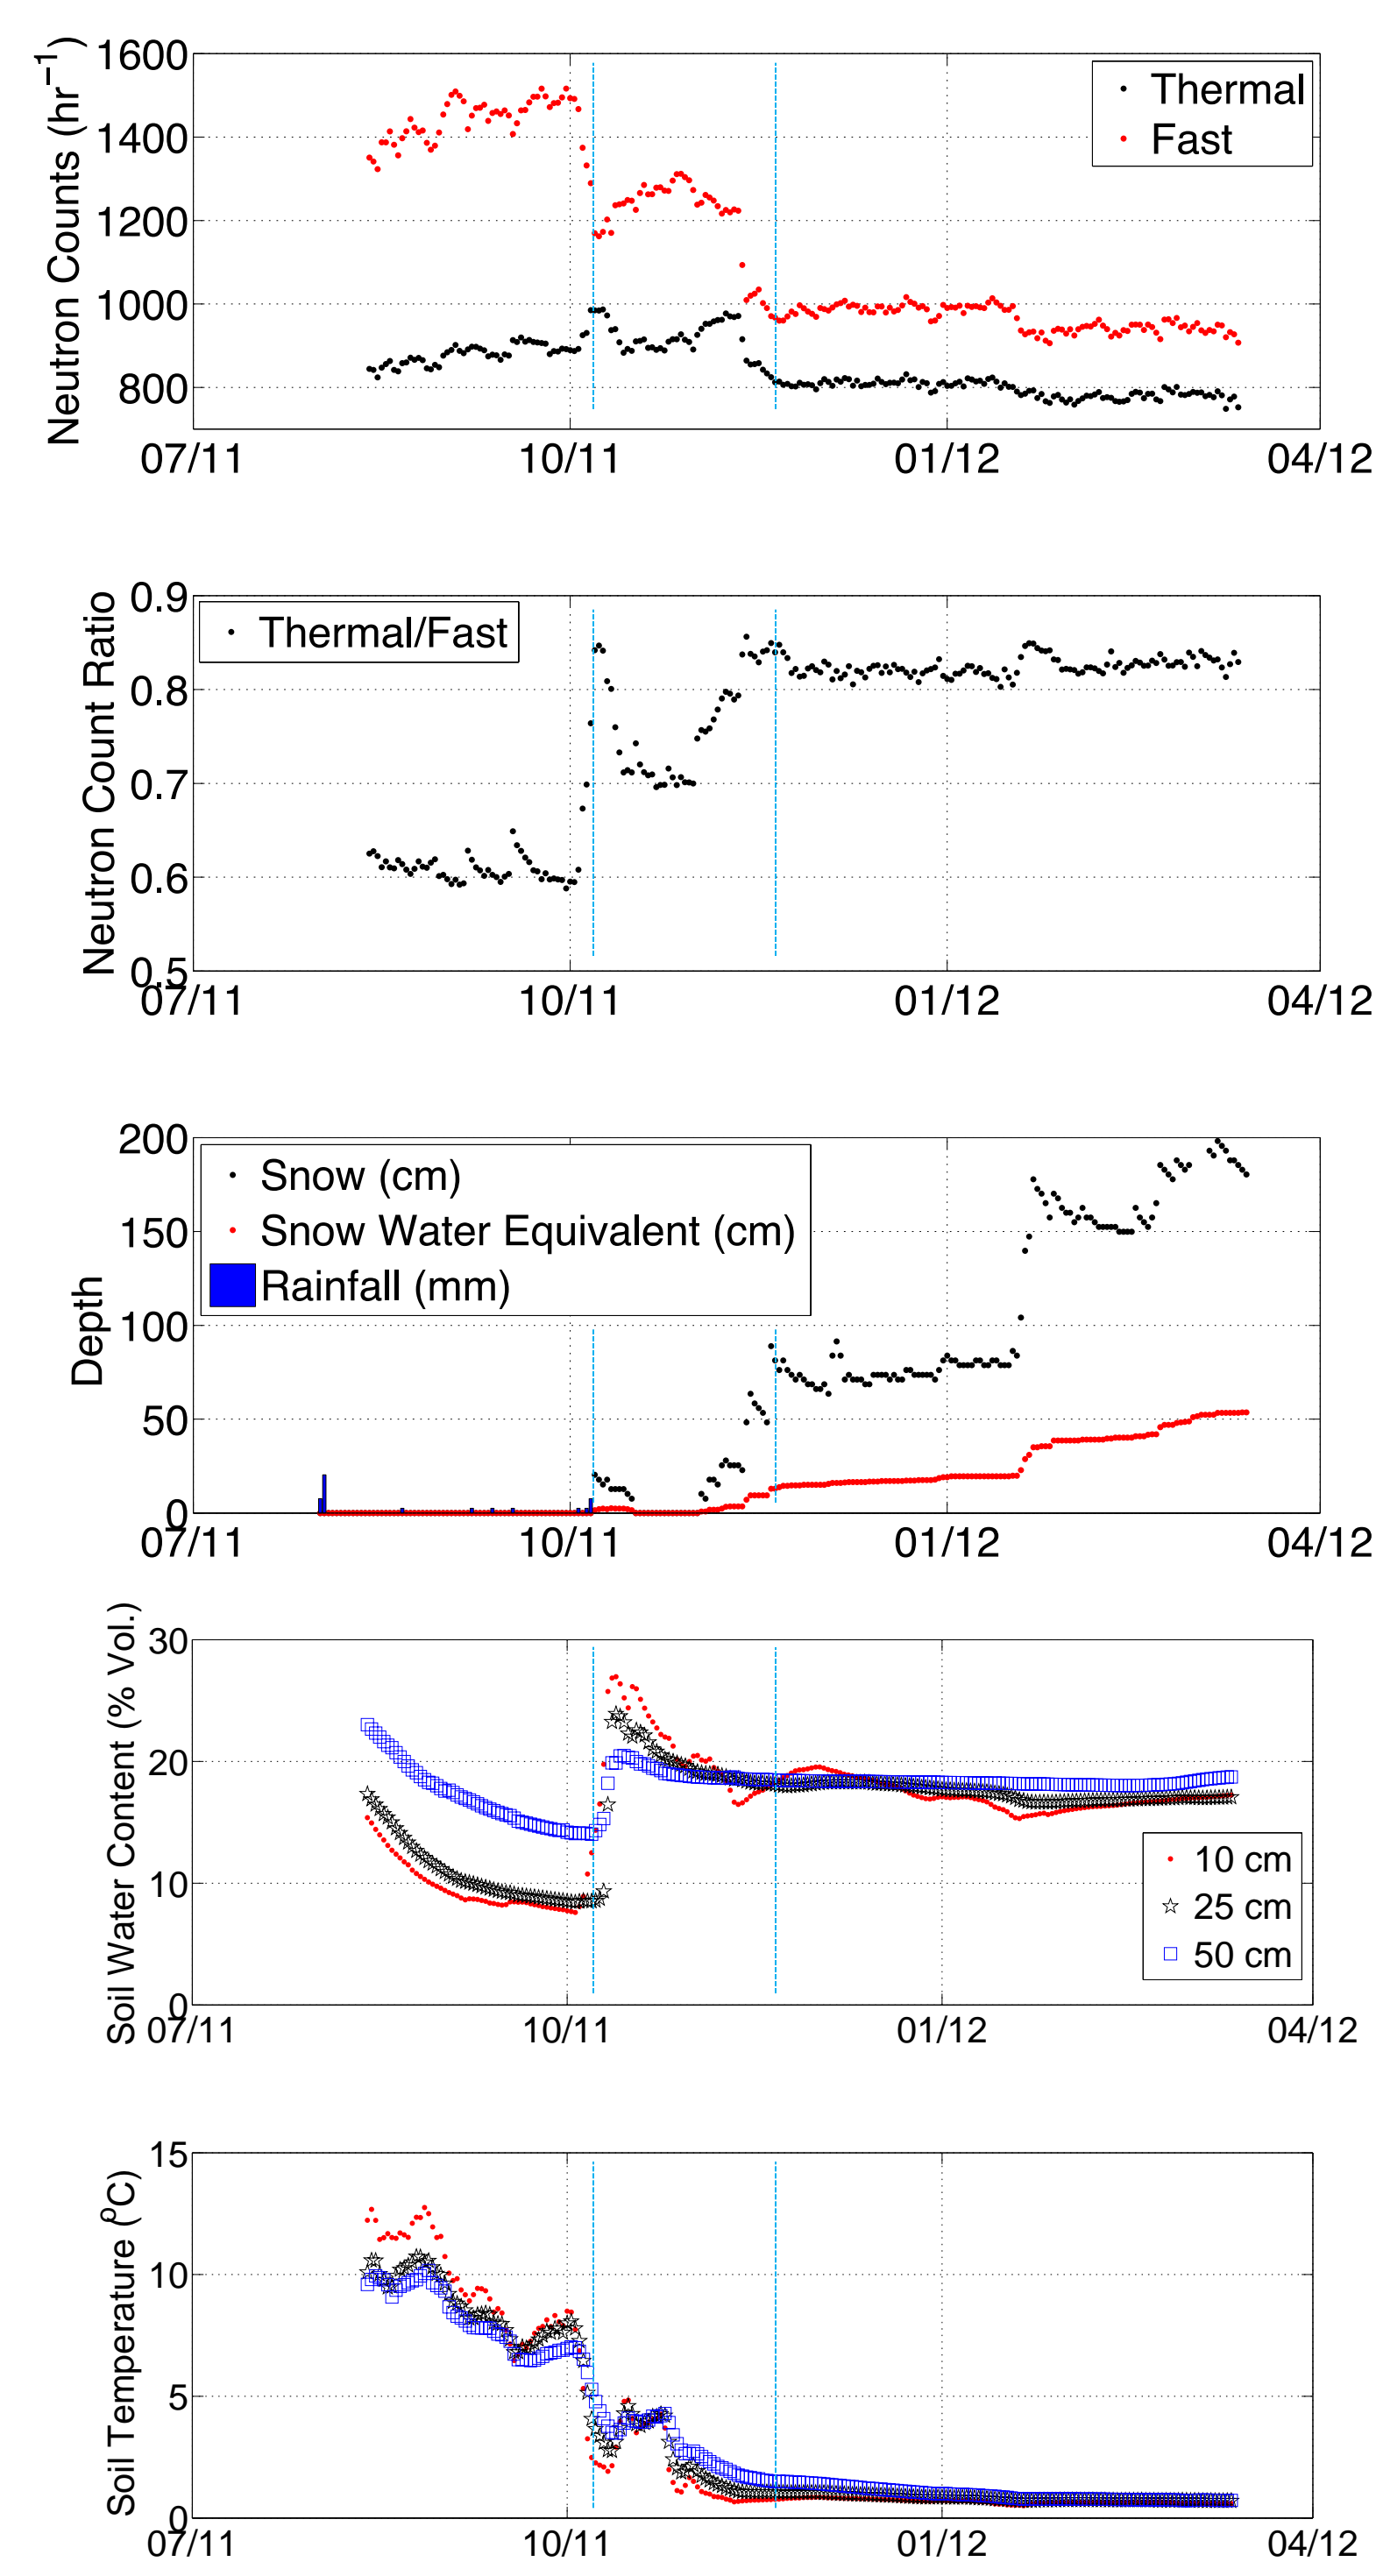 Neutron Counts (hr⁻¹)
1600
1400
1200
1000
800
Thermal
Fast
07/11 10/11 01/12 04/12
Neutron Count Ratio
0.9
0.8
0.7
0.6
0.5
Thermal/Fast
07/11 10/11 01/12 04/12
Depth
200
150
100
50
0
Snow (cm)
Snow Water Equivalent (cm)
Rainfall (mm)
07/11 10/11 01/12 04/12
Soil Water Content (% Vol.)
30
20
10
0
10 cm
25 cm
50 cm
07/11 10/11 01/12 04/12
Soil Temperature (⁰C)
15
10
5
0
07/11 10/11 01/12 04/12